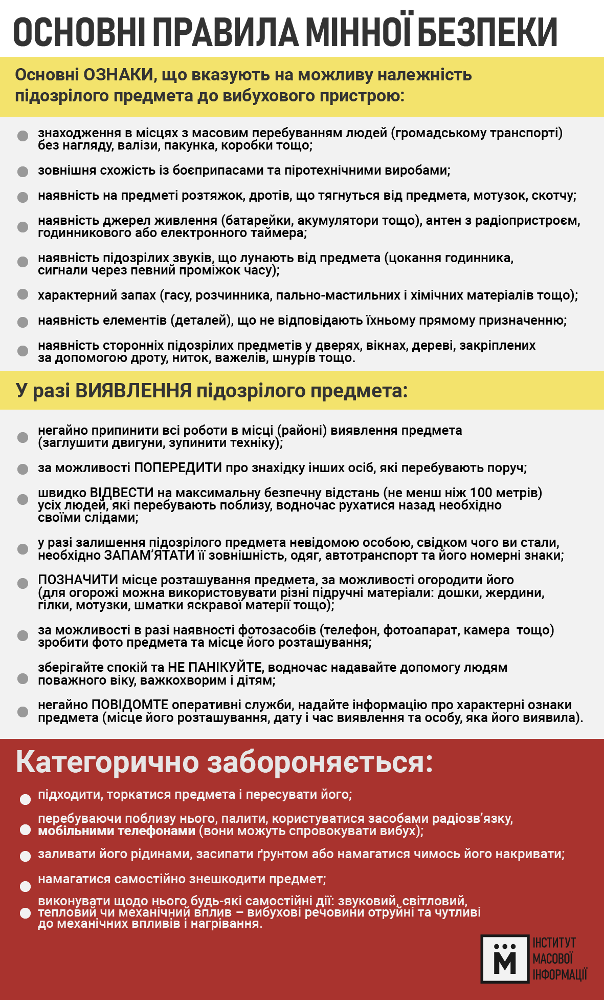 ОСНОВНІ ПРАВИЛА МІННОЇ БЕЗПЕКИ
Основні ОЗНАКИ, що вказують на можливу належність
підозрілого предмета до вибухового пристрою:
знаходження в місцях з масовим перебуванням людей (громадському транспорті)
без нагляду, валізи, пакунка, коробки тощо;
зовнішня схожість із боєприпасами та піротехнічними виробами;
наявність на предметі розтяжок, дротів, що тягнуться від предмета, мотузок, скотчу;
наявність джерел живлення (батарейки, акумулятори тощо), антен з радіопристроєм,
годинникового або електронного таймера;
наявність підозрілих звуків, що лунають від предмета (цокання годинника,
сигнали через певний проміжок часу);
характерний запах (гасу, розчинника, пально-мастильних і хімічних матеріалів тощо);
наявність елементів (деталей), що не відповідають їхньому прямому призначенню;
наявність сторонніх підозрілих предметів у дверях, вікнах, дереві, закріплених
за допомогою дроту, ниток, важелів, шнурів тощо.
У разі ВИЯВЛЕННЯ підозрілого предмета:
негайно припинити всі роботи в місці (районі) виявлення предмета
(заглушити двигуни, зупинити техніку);
за можливості ПОПЕРЕДИТИ про знахідку інших осіб, які перебувають поруч;
швидко ВІДВЕСТИ на максимальну безпечну відстань (не менш ніж 100 метрів)
усіх людей, які перебувають поблизу, водночас рухатися назад необхідно
своїми слідами;
у разі залишення підозрілого предмета невідомою особою, свідком чого ви стали,
необхідно ЗАПАМ’ЯТАТИ її зовнішність, одяг, автотранспорт та його номерні знаки;
ПОЗНАЧИТИ місце розташування предмета, за можливості огородити його
(для огорожі можна використовувати різні підручні матеріали: дошки, жердини,
гілки, мотузки, шматки яскравої матерії тощо);
за можливості в разі наявності фотозасобів (телефон, фотоапарат, камера  тощо)
зробити фото предмета та місце його розташування;
зберігайте спокій та НЕ ПАНІКУЙТЕ, водночас надавайте допомогу людям
поважного віку, важкохворим і дітям;
негайно ПОВІДОМТЕ оперативні служби, надайте інформацію про характерні ознаки
предмета (місце його розташування, дату і час виявлення та особу, яка його виявила).
Категорично забороняється:
підходити, торкатися предмета і пересувати його;
перебуваючи поблизу нього, палити, користуватися засобами радіозв’язку,
мобільними телефонами (вони можуть спровокувати вибух);
заливати його рідинами, засипати ґрунтом або намагатися чимось його накривати;
намагатися самостійно знешкодити предмет;
виконувати щодо нього будь-які самостійні дії: звуковий, світловий,
тепловий чи механічний вплив – вибухові речовини отруйні та чутливі
до механічних впливів і нагрівання.
М
ІНСТИТУТ
МАСОВОЇ
ІНФОРМАЦІЇ